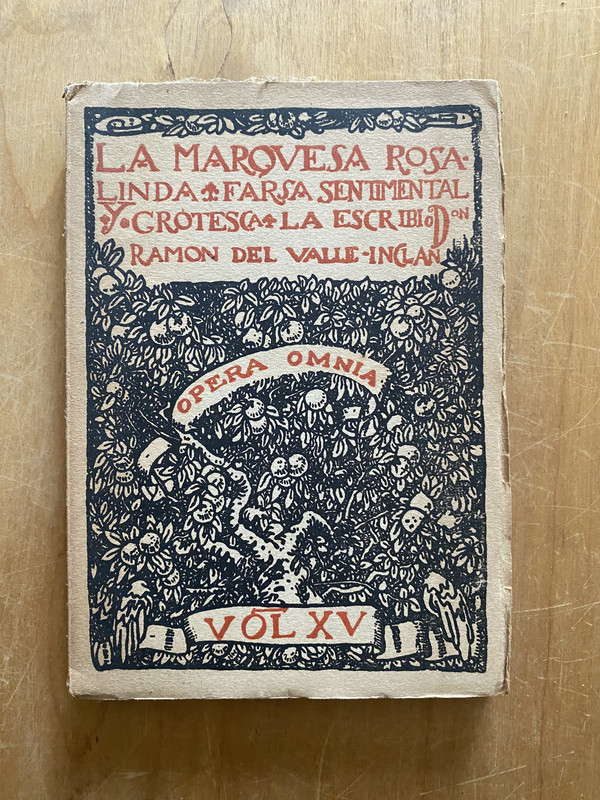 LA MARQVESA ROSA-
LINDA FARSA SENTIMENTAL
Y GROTESCA LA ESCRIBIO DON
RAMON DEL VALLE-INCLAN
OPERA OMNIA
VOL XV